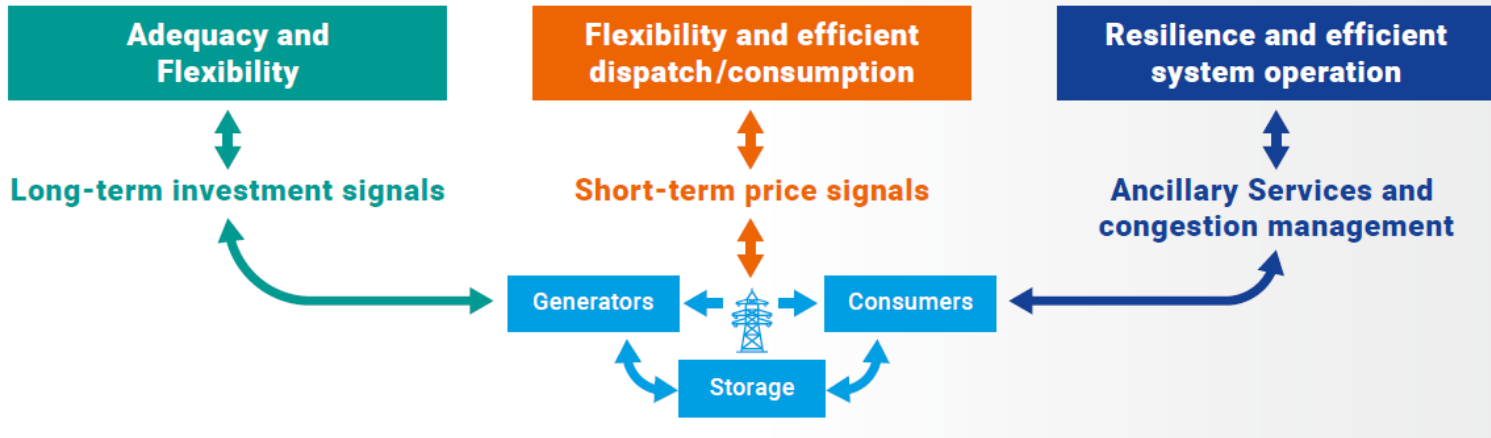 Adequacy and
Flexibility
Flexibility and efficient
dispatch/consumption
Resilience and efficient
system operation
Long-term investment signals
Short-term price signals
Ancillary Services and
congestion management
Generators
Consumers
Storage